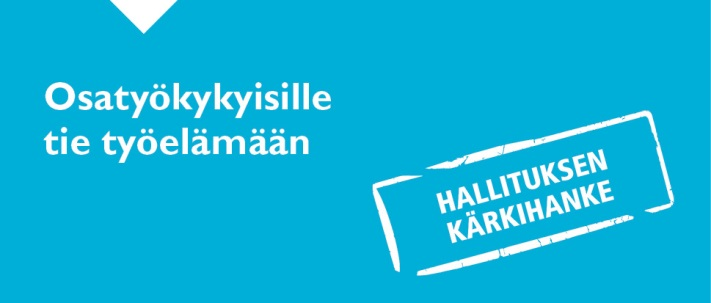 Osatyökykyisille
tie työelämään
HALLITUKSEN
KÄRKIHANKE